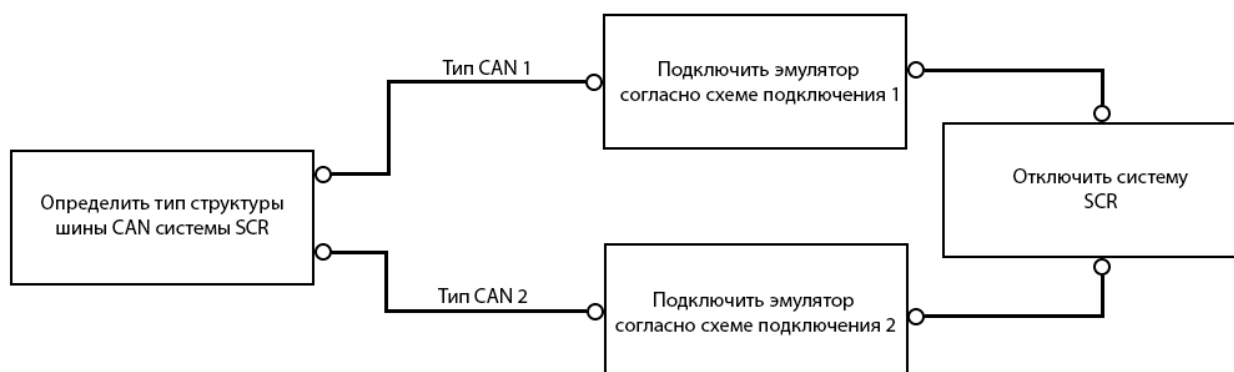 Тип CAN 1
Подключить эмулятор
согласно схеме подключения 1
Определить тип структуры
шины CAN системы SCR
Отключить систему
SCR
Тип CAN 2
Подключить эмулятор
согласно схеме подключения 2